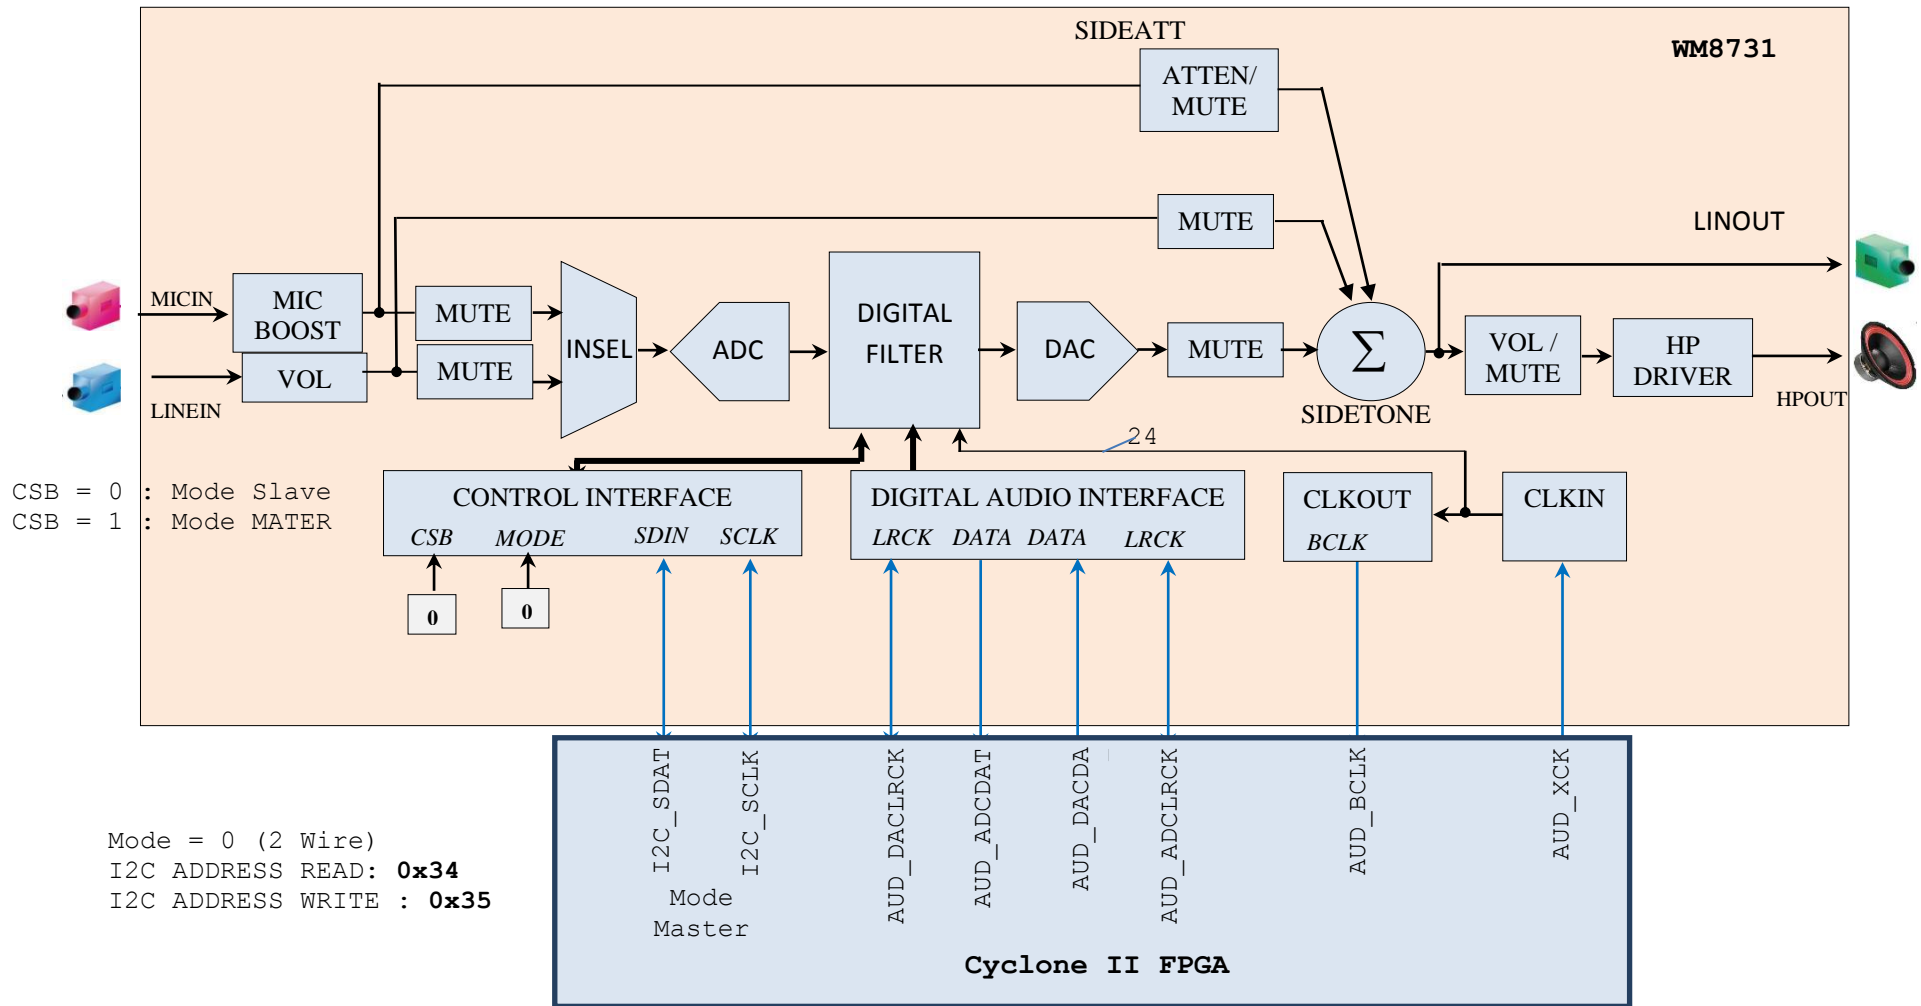 SIDEATT
WM8731
ATTEN/
MUTE
MUTE
LINOUT
MICIN
MIC
BOOST
MUTE
INSEL
ADC
DIGITAL
FILTER
DAC
MUTE
Σ
VOL /
MUTE
HP
DRIVER
VOL
MUTE
LINEIN
SIDETONE
HPOUT
24
CSB = 0 : Mode Slave
CSB = 1 : Mode MATER
CONTROL INTERFACE
CSB MODE SDIN SCLK
DIGITAL AUDIO INTERFACE
LRCK DATA DATA LRCK
CLKOUT
BCLK
CLKIN
0
0
I2C_SDAT
I2C_SCLK
AUD_DACLRCK
AUD_ADCDAT
AUD_DACDA
AUD_ADCLRCK
AUD_BCLK
AUD_XCK
Mode = 0 (2 Wire)
I2C ADDRESS READ: 0x34
I2C ADDRESS WRITE : 0x35
Mode
Master
Cyclone II FPGA